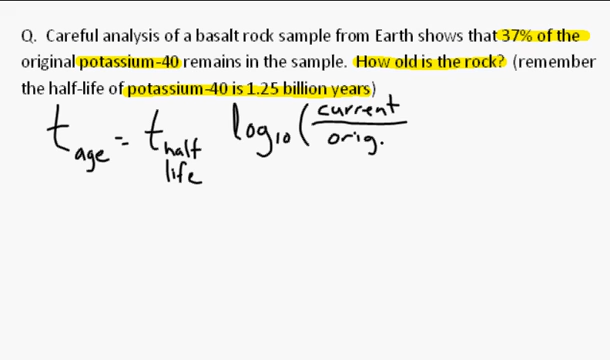 Q. Careful analysis of a basalt rock sample from Earth shows that 37% of the
original potassium-40 remains in the sample. How old is the rock? (remember
the half-life of potassium-40 is 1.25 billion years)
t age = t half life log10 ( current / orig.